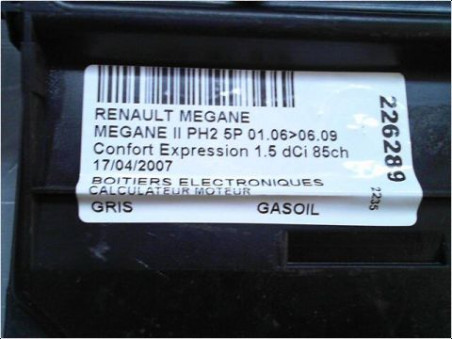 RENAULT MEGANE
MEGANE II PH2 5P 01.06>06.09
Confort Expression 1.5 dCi 85ch
17/04/2007
BOITIERS ELECTRONIQUES
CALCULATEUR MOTEUR
GRIS GASOIL
226289
2235